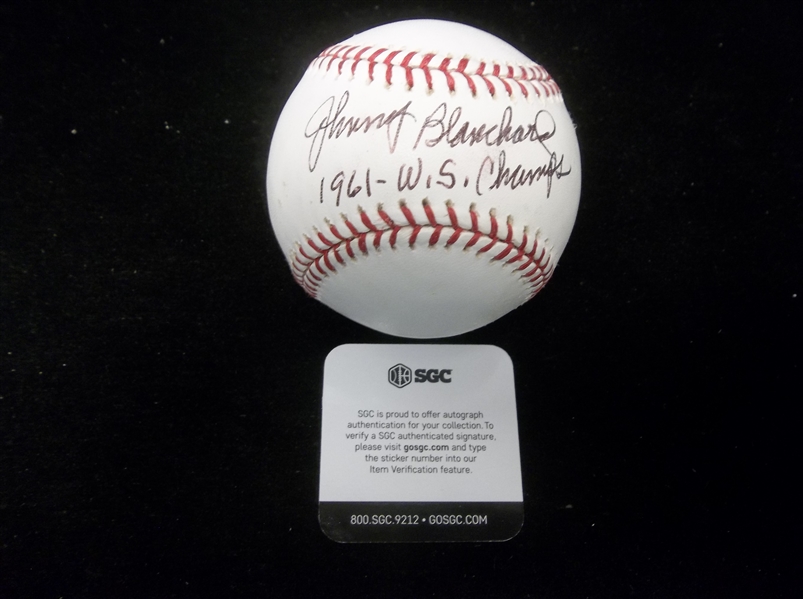 Johnny Blanchard
1961-W.S. Champs
SGC
SGC is proud to offer autograph
authentication for your collection. To
verify a SGC authenticated signature,
please visit gosgc.com and type
the sticker number into our
Item Verification feature.
800.SGC.9212 • GOSGC.COM